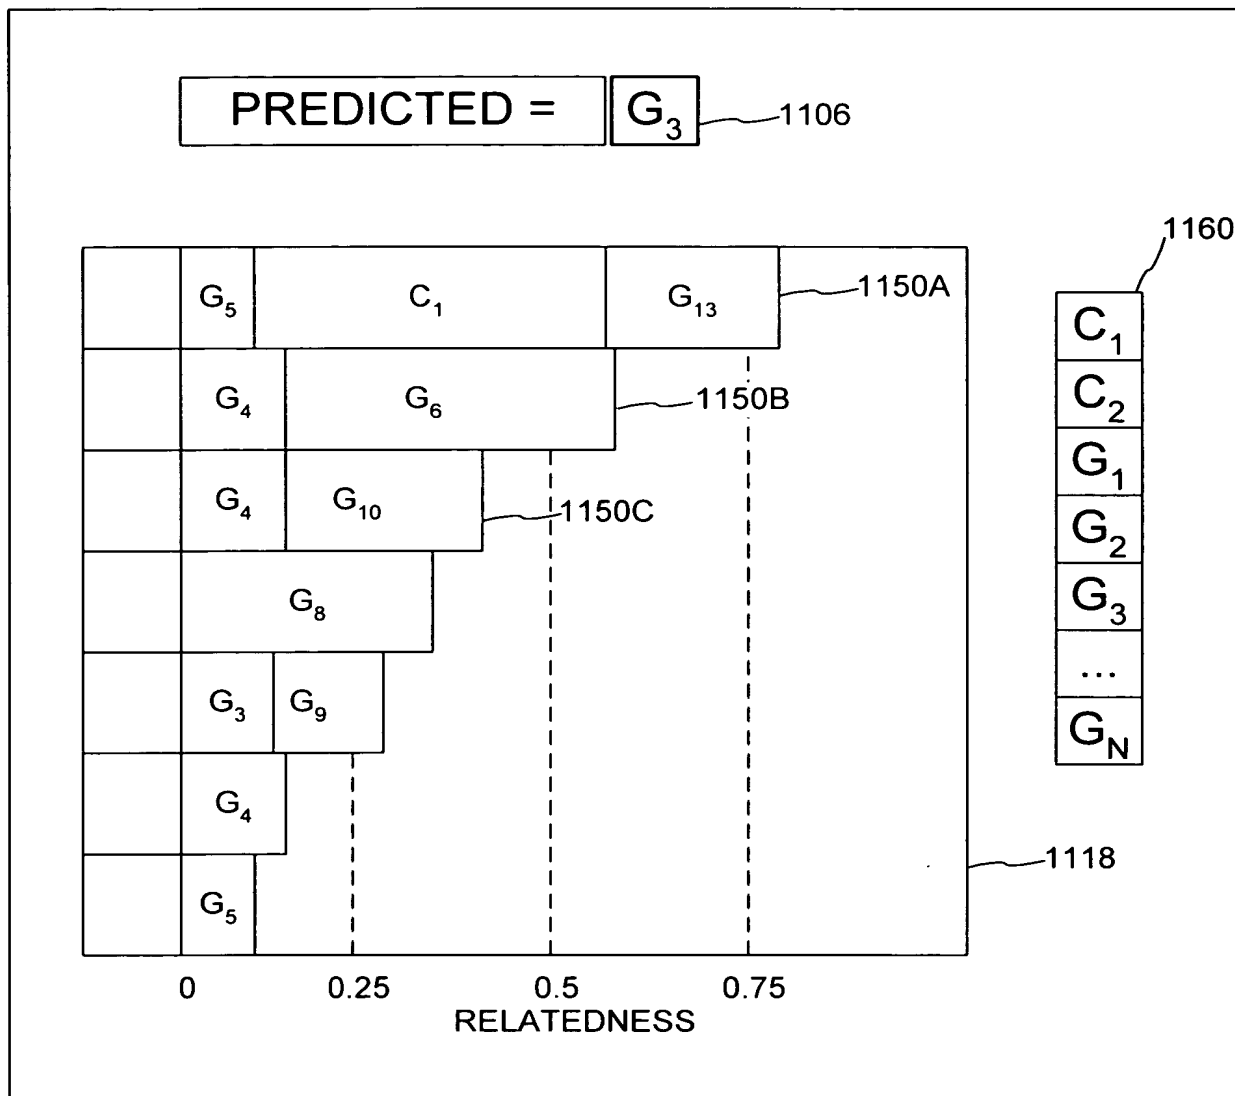 PREDICTED = G₃ 1106
1160
G₅ C₁ G₁₃ 1150A
G₄ G₆ 1150B
G₄ G₁₀ 1150C
G₈
G₃ G₉
G₄
G₅
C₁
C₂
G₁
G₂
G₃
...
G_N
1118
0 0.25 0.5 0.75
RELATEDNESS